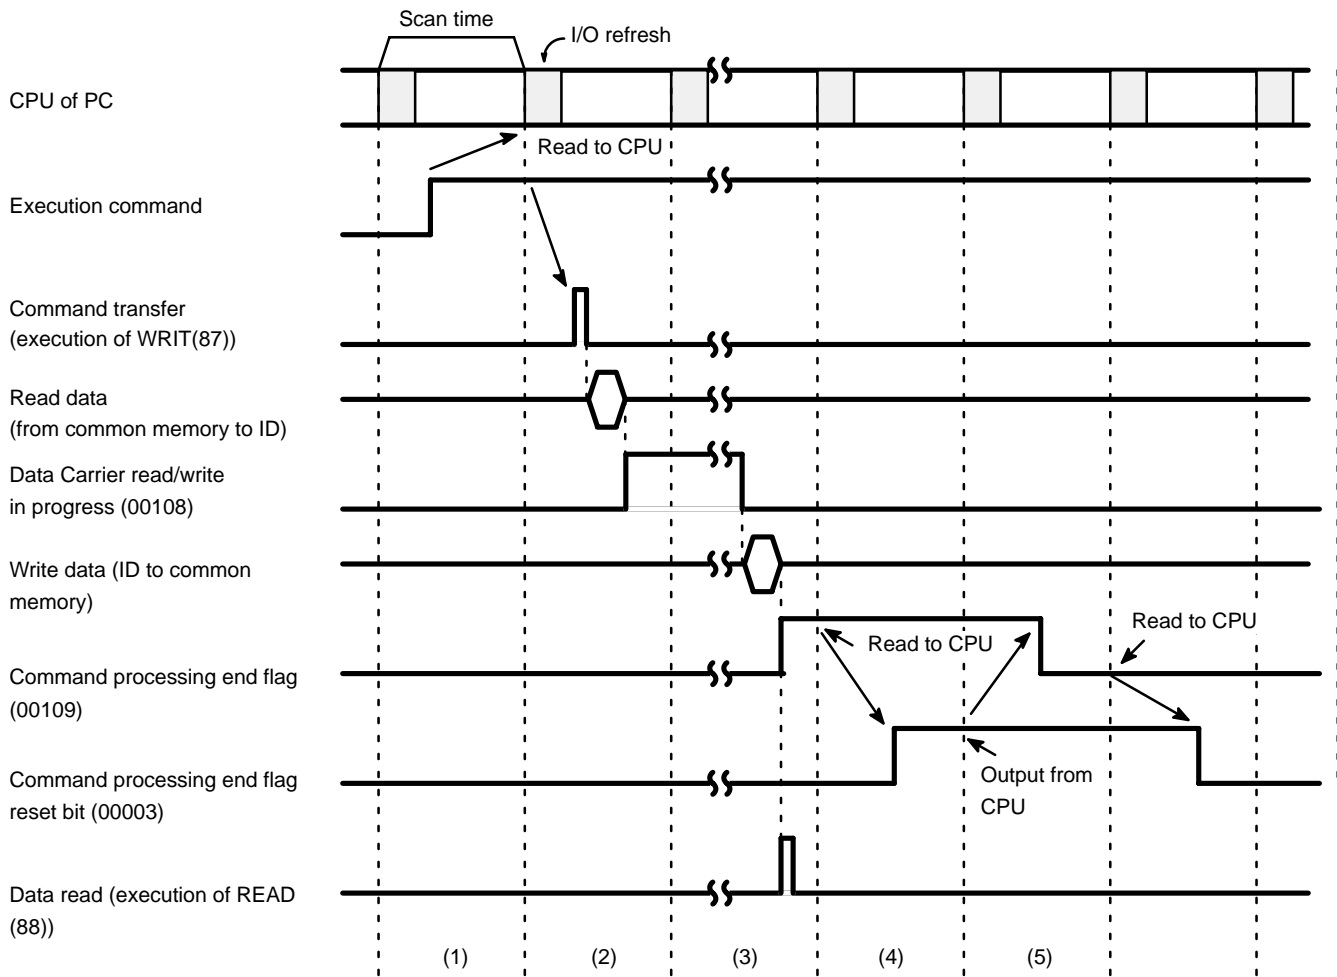 Scan time
I/O refresh
CPU of PC
Read to CPU
Execution command
Command transfer
(execution of WRIT(87))
Read data
(from common memory to ID)
Data Carrier read/write
in progress (00108)
Write data (ID to common
memory)
Read to CPU
Read to CPU
Command processing end flag
(00109)
Command processing end flag
reset bit (00003)
Output from
CPU
Data read (execution of READ
(88))
(1) (2) (3) (4) (5)